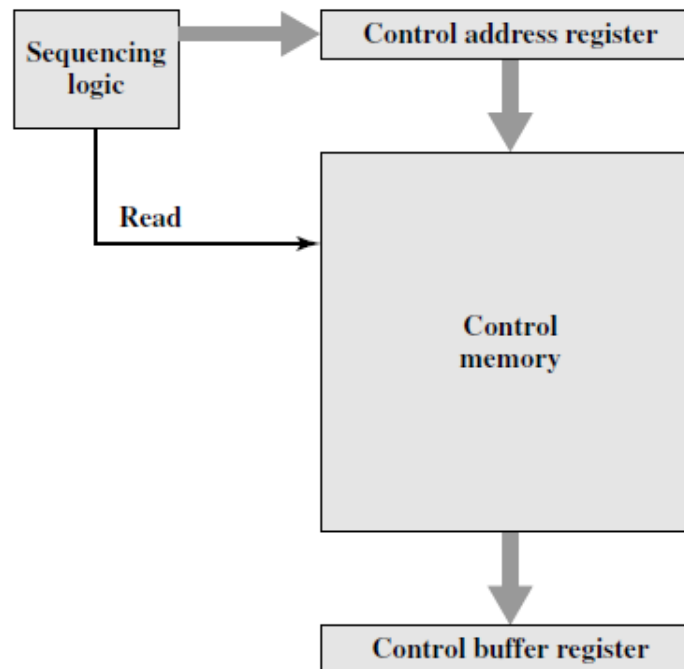 Sequencing
logic
Control address register
Read
Control
memory
Control buffer register